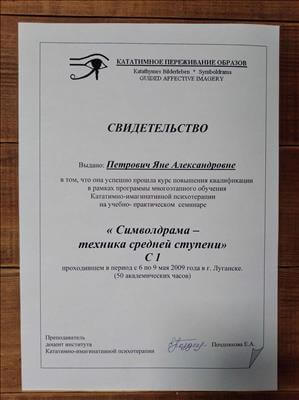 КАТАТИМНОЕ ПЕРЕЖИВАНИЕ ОБРАЗОВ
Katathymes Bilderleben * Symboldrama
GUIDED AFFECTIVE IMAGERY
СВИДЕТЕЛЬСТВО
Выдано: Петрович Яне Александровне
в том, что она успешно прошла курс повышения квалификации
в рамках программы многоэтапного обучения
Кататимно-имагинативной психотерапии
на учебно- практическом семинаре
« Символдрама –
техника средней ступени»
С 1
проходившем в период с 6 по 9 мая 2009 года в г. Луганске.
(50 академических часов)
Преподаватель
доцент института
Кататимно-имагинативной психотерапии
Поздникова Е.А.